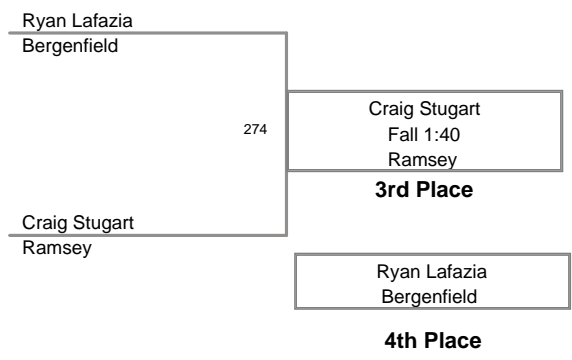 Ryan Lafazia
Bergenfield
274
Craig Stugart
Fall 1:40
Ramsey
3rd Place
Craig Stugart
Ramsey
Ryan Lafazia
Bergenfield
4th Place